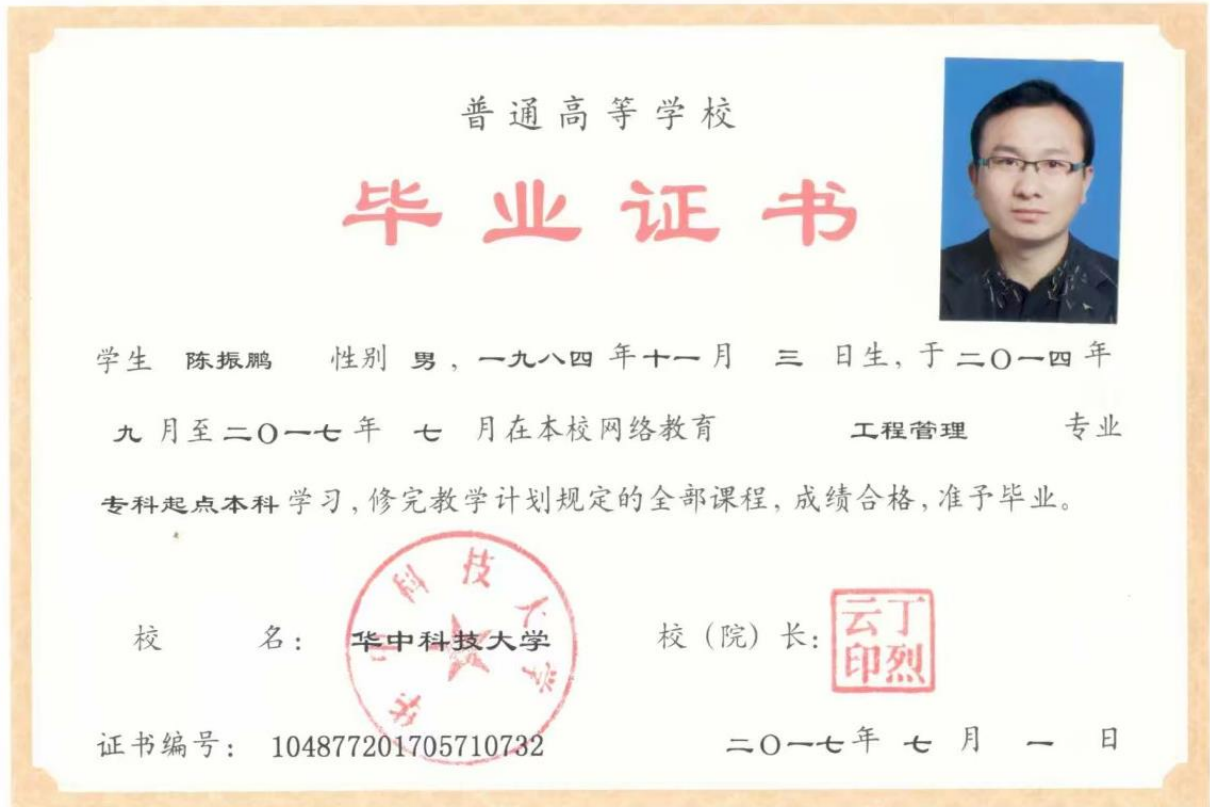 普通高等学校
毕业证书
学生 陈振鹏 性别 男，一九八四 年十一月 三 日生，于二〇一四年
九 月至二〇一七年 七 月在本校网络教育 工程管理 专业
专科起点本科学习，修完教学计划规定的全部课程，成绩合格，准予毕业。
华中科技大学
校 名： 华中科技大学 校（院）长：
丁烈云印
证书编号： 104877201705710732 二〇一七年 七 月 一 日